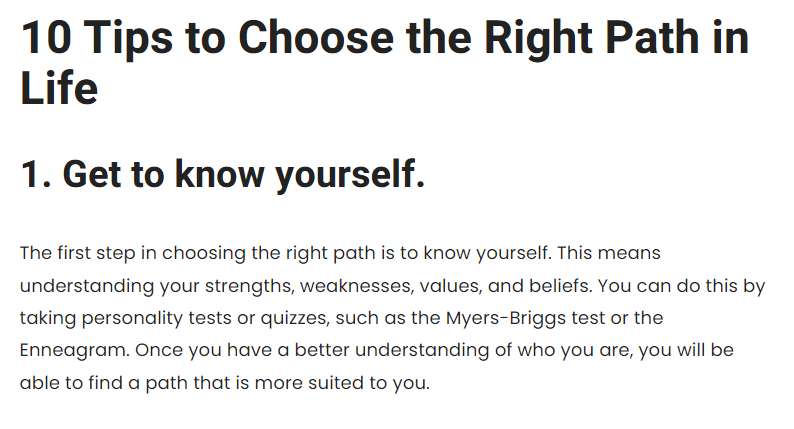 10 Tips to Choose the Right Path in
Life
1. Get to know yourself.
The first step in choosing the right path is to know yourself. This means
understanding your strengths, weaknesses, values, and beliefs. You can do this by
taking personality tests or quizzes, such as the Myers-Briggs test or the
Enneagram. Once you have a better understanding of who you are, you will be
able to find a path that is more suited to you.